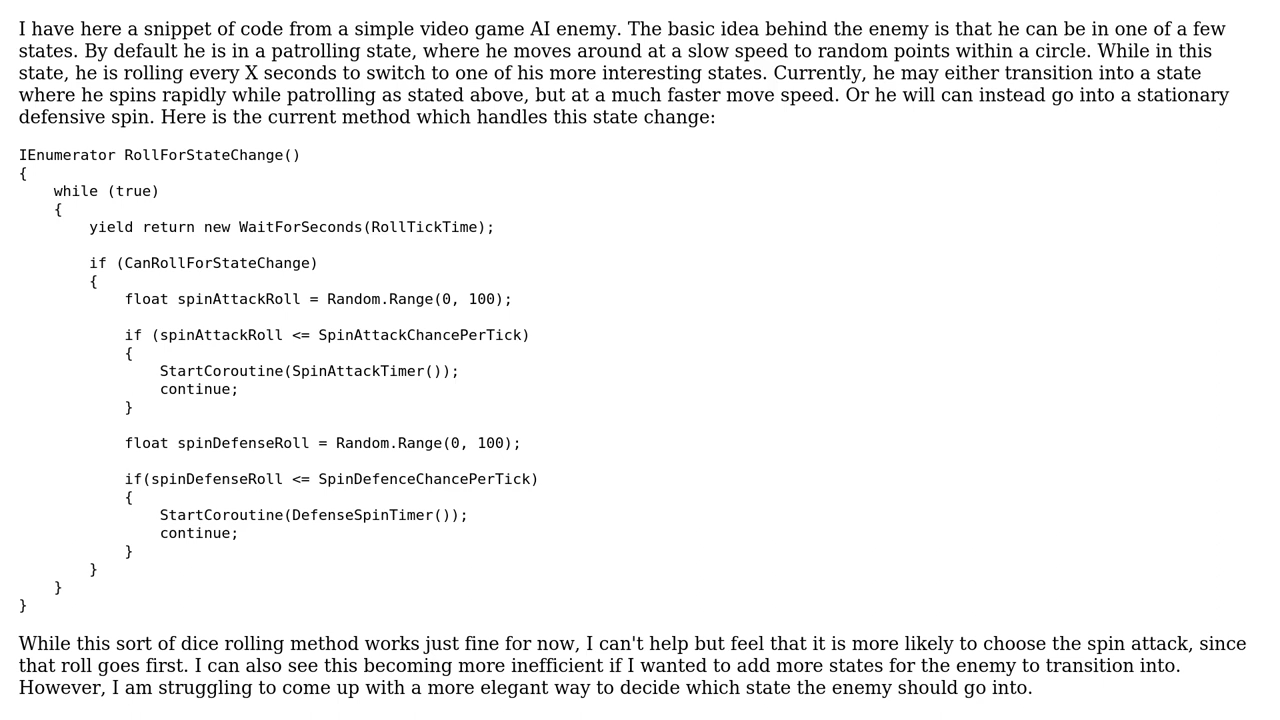 I have here a snippet of code from a simple video game AI enemy. The basic idea behind the enemy is that he can be in one of a few
states. By default he is in a patrolling state, where he moves around at a slow speed to random points within a circle. While in this
state, he is rolling every X seconds to switch to one of his more interesting states. Currently, he may either transition into a state
where he spins rapidly while patrolling as stated above, but at a much faster move speed. Or he will can instead go into a stationary
defensive spin. Here is the current method which handles this state change:
IEnumerator RollForStateChange()
{
    while (true)
    {
        yield return new WaitForSeconds(RollTickTime);
        if (CanRollForStateChange)
        {
            float spinAttackRoll = Random.Range(0, 100);
            if (spinAttackRoll <= SpinAttackChancePerTick)
            {
                StartCoroutine(SpinAttackTimer());
                continue;
            }
            float spinDefenseRoll = Random.Range(0, 100);
            if(spinDefenseRoll <= SpinDefenceChancePerTick)
            {
                StartCoroutine(DefenseSpinTimer());
                continue;
            }
        }
    }
}
While this sort of dice rolling method works just fine for now, I can't help but feel that it is more likely to choose the spin attack, since
that roll goes first. I can also see this becoming more inefficient if I wanted to add more states for the enemy to transition into.
However, I am struggling to come up with a more elegant way to decide which state the enemy should go into.